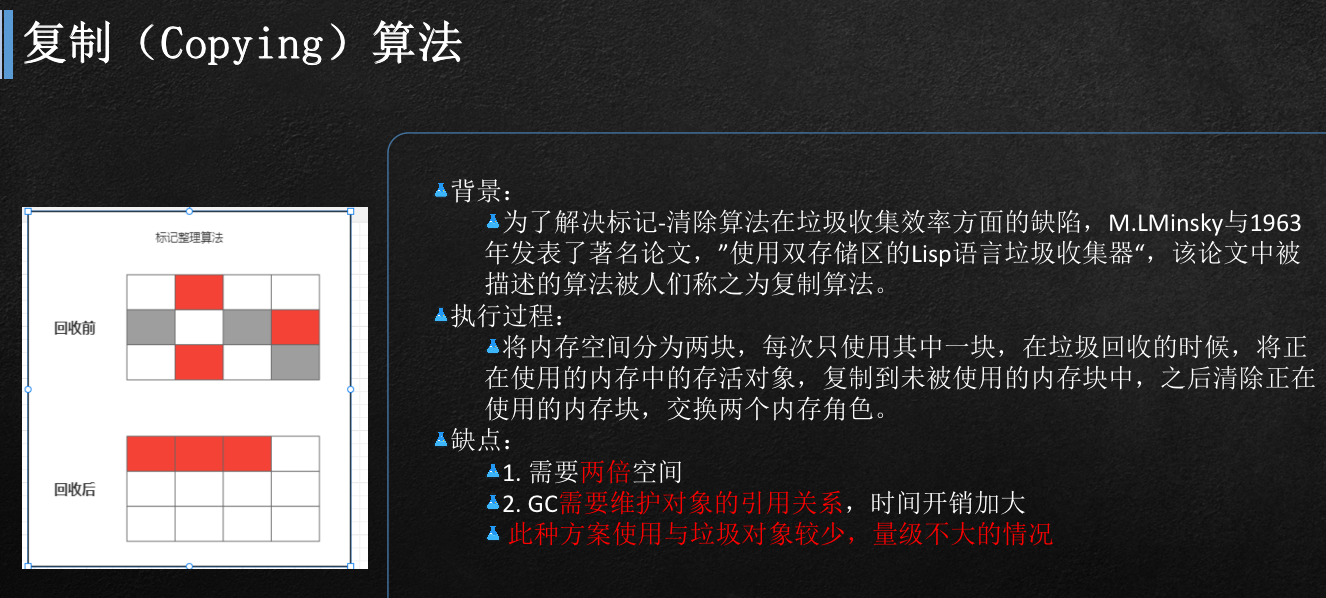 复制（Copying）算法
标记整理算法
回收前
回收后
背景：
为了解决标记-清除算法在垃圾收集效率方面的缺陷，M.LMinsky与1963
年发表了著名论文，”使用双存储区的Lisp语言垃圾收集器“，该论文中被
描述的算法被人们称之为复制算法。
执行过程：
将内存空间分为两块，每次只使用其中一块，在垃圾回收的时候，将正
在使用的内存中的存活对象，复制到未被使用的内存块中，之后清除正在
使用的内存块，交换两个内存角色。
缺点：
1. 需要两倍空间
2. GC需要维护对象的引用关系，时间开销加大
此种方案使用与垃圾对象较少，量级不大的情况